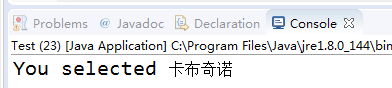 Problems @ Javadoc Declaration Console
Test (23) [Java Application] C:\Program Files\Java\jre1.8.0_144\bin
You selected 卡布奇诺